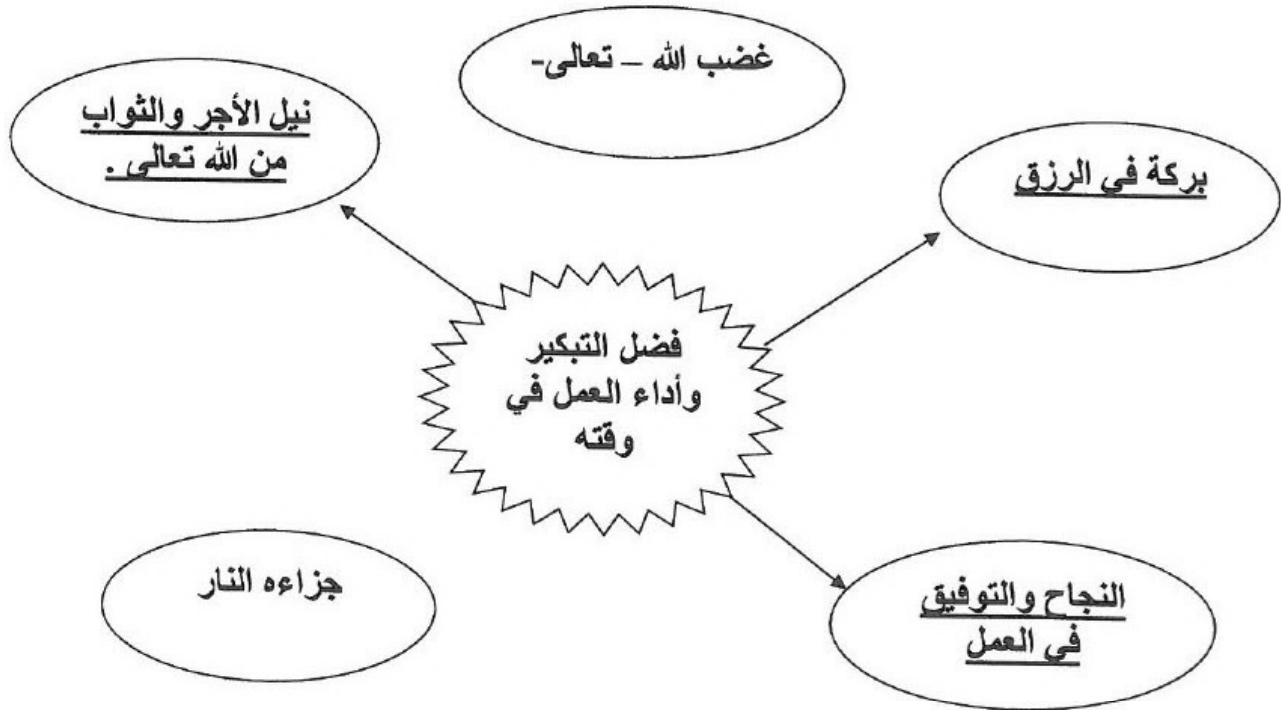 غضب الله – تعالى-
نيل الأجر والثواب
من الله تعالى .
بركة في الرزق
فضل التبكير
وأداء العمل في
وقته
جزاءه النار
النجاح والتوفيق
في العمل